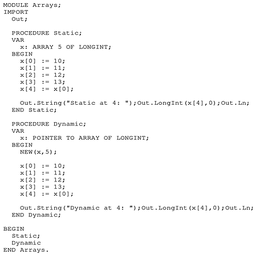 MODULE Arrays;
IMPORT
  Out;

  PROCEDURE Static;
  VAR
    x: ARRAY 5 OF LONGINT;
  BEGIN
    x[0] := 10;
    x[1] := 11;
    x[2] := 12;
    x[3] := 13;
    x[4] := x[0];

    Out.String("Static at 4: ");Out.LongInt(x[4],0);Out.Ln;
  END Static;

  PROCEDURE Dynamic;
  VAR
    x: POINTER TO ARRAY OF LONGINT;
  BEGIN
    NEW(x,5);

    x[0] := 10;
    x[1] := 11;
    x[2] := 12;
    x[3] := 13;
    x[4] := x[0];

    Out.String("Dynamic at 4: ");Out.LongInt(x[4],0);Out.Ln;
  END Dynamic;

BEGIN
  Static;
  Dynamic
END Arrays.